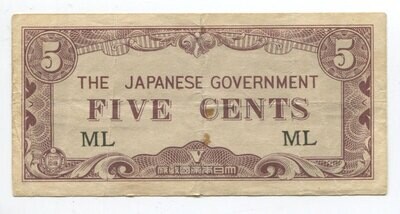 5 5
THE JAPANESE GOVERNMENT
FIVE CENTS
ML ML